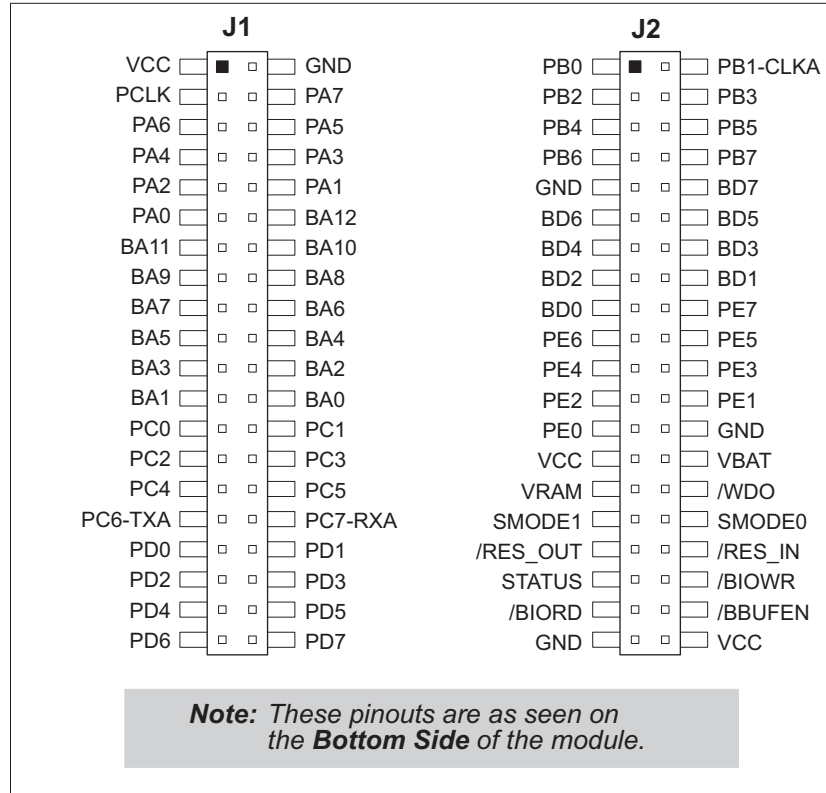 J1 J2
VCC GND PB0 PB1-CLKA
PCLK PA7 PB2 PB3
PA6 PA5 PB4 PB5
PA4 PA3 PB6 PB7
PA2 PA1 GND BD7
PA0 BA12 BD6 BD5
BA11 BA10 BD4 BD3
BA9 BA8 BD2 BD1
BA7 BA6 BD0 PE7
BA5 BA4 PE6 PE5
BA3 BA2 PE4 PE3
BA1 BA0 PE2 PE1
PC0 PC1 PE0 GND
PC2 PC3 VCC VBAT
PC4 PC5 VRAM /WDO
PC6-TXA PC7-RXA SMODE1 SMODE0
PD0 PD1 /RES_OUT /RES_IN
PD2 PD3 STATUS /BIOWR
PD4 PD5 /BIORD /BBUFEN
PD6 PD7 GND VCC
Note: These pinouts are as seen on
the Bottom Side of the module.